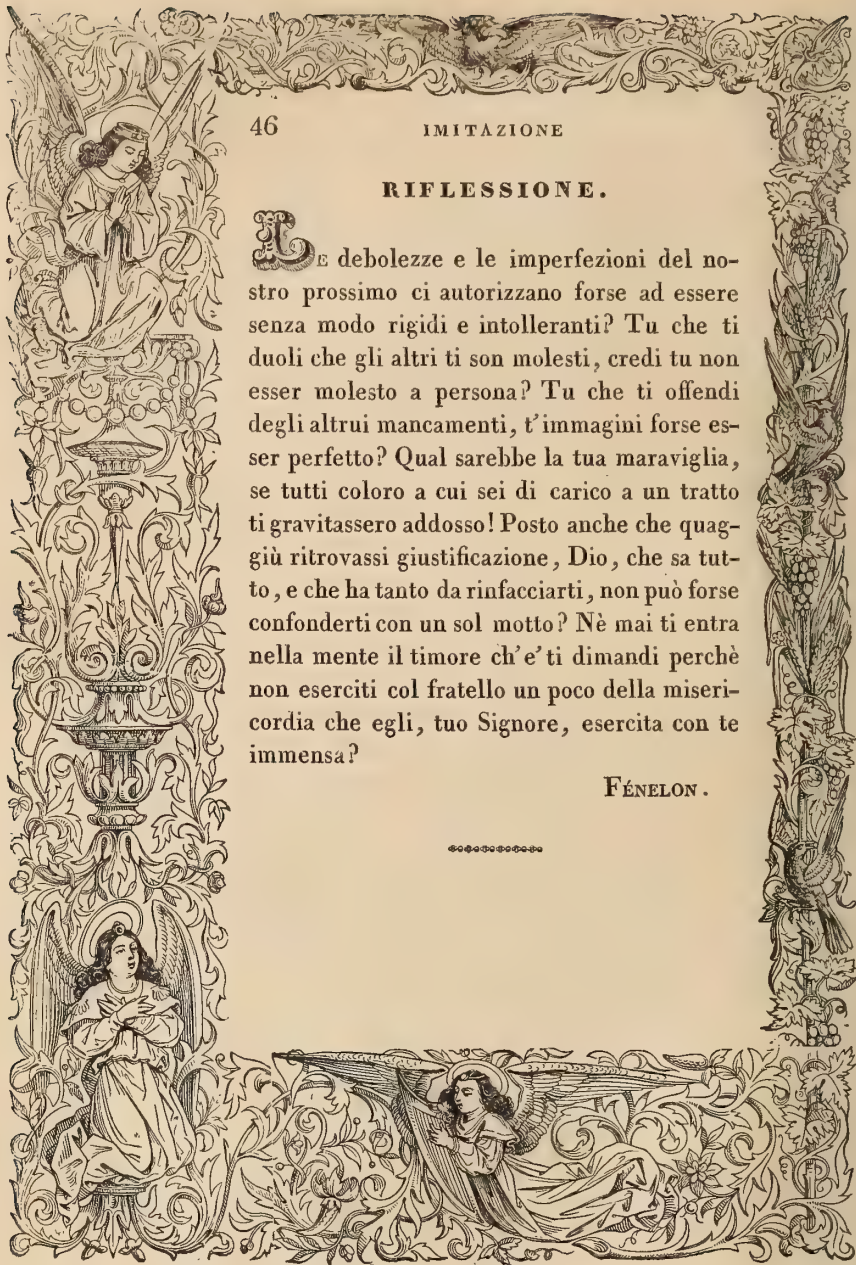 46 IMITAZIONE
RIFLESSIONE.
LE debolezze e le imperfezioni del no-
stro prossimo ci autorizzano forse ad essere
senza modo rigidi e intolleranti? Tu che ti
duoli che gli altri ti son molesti, credi tu non
esser molesto a persona? Tu che ti offendi
degli altrui mancamenti, t'immagini forse es-
ser perfetto? Qual sarebbe la tua maraviglia,
se tutti coloro a cui sei di carico a un tratto
ti gravitassero addosso! Posto anche che quag-
giù ritrovassi giustificazione, Dio, che sa tut-
to, e che ha tanto da rinfacciarti, non può forse
confonderti con un sol motto? Nè mai ti entra
nella mente il timore ch'e' ti dimandi perchè
non eserciti col fratello un poco della miseri-
cordia che egli, tuo Signore, esercita con te
immensa?
FÉNELON.